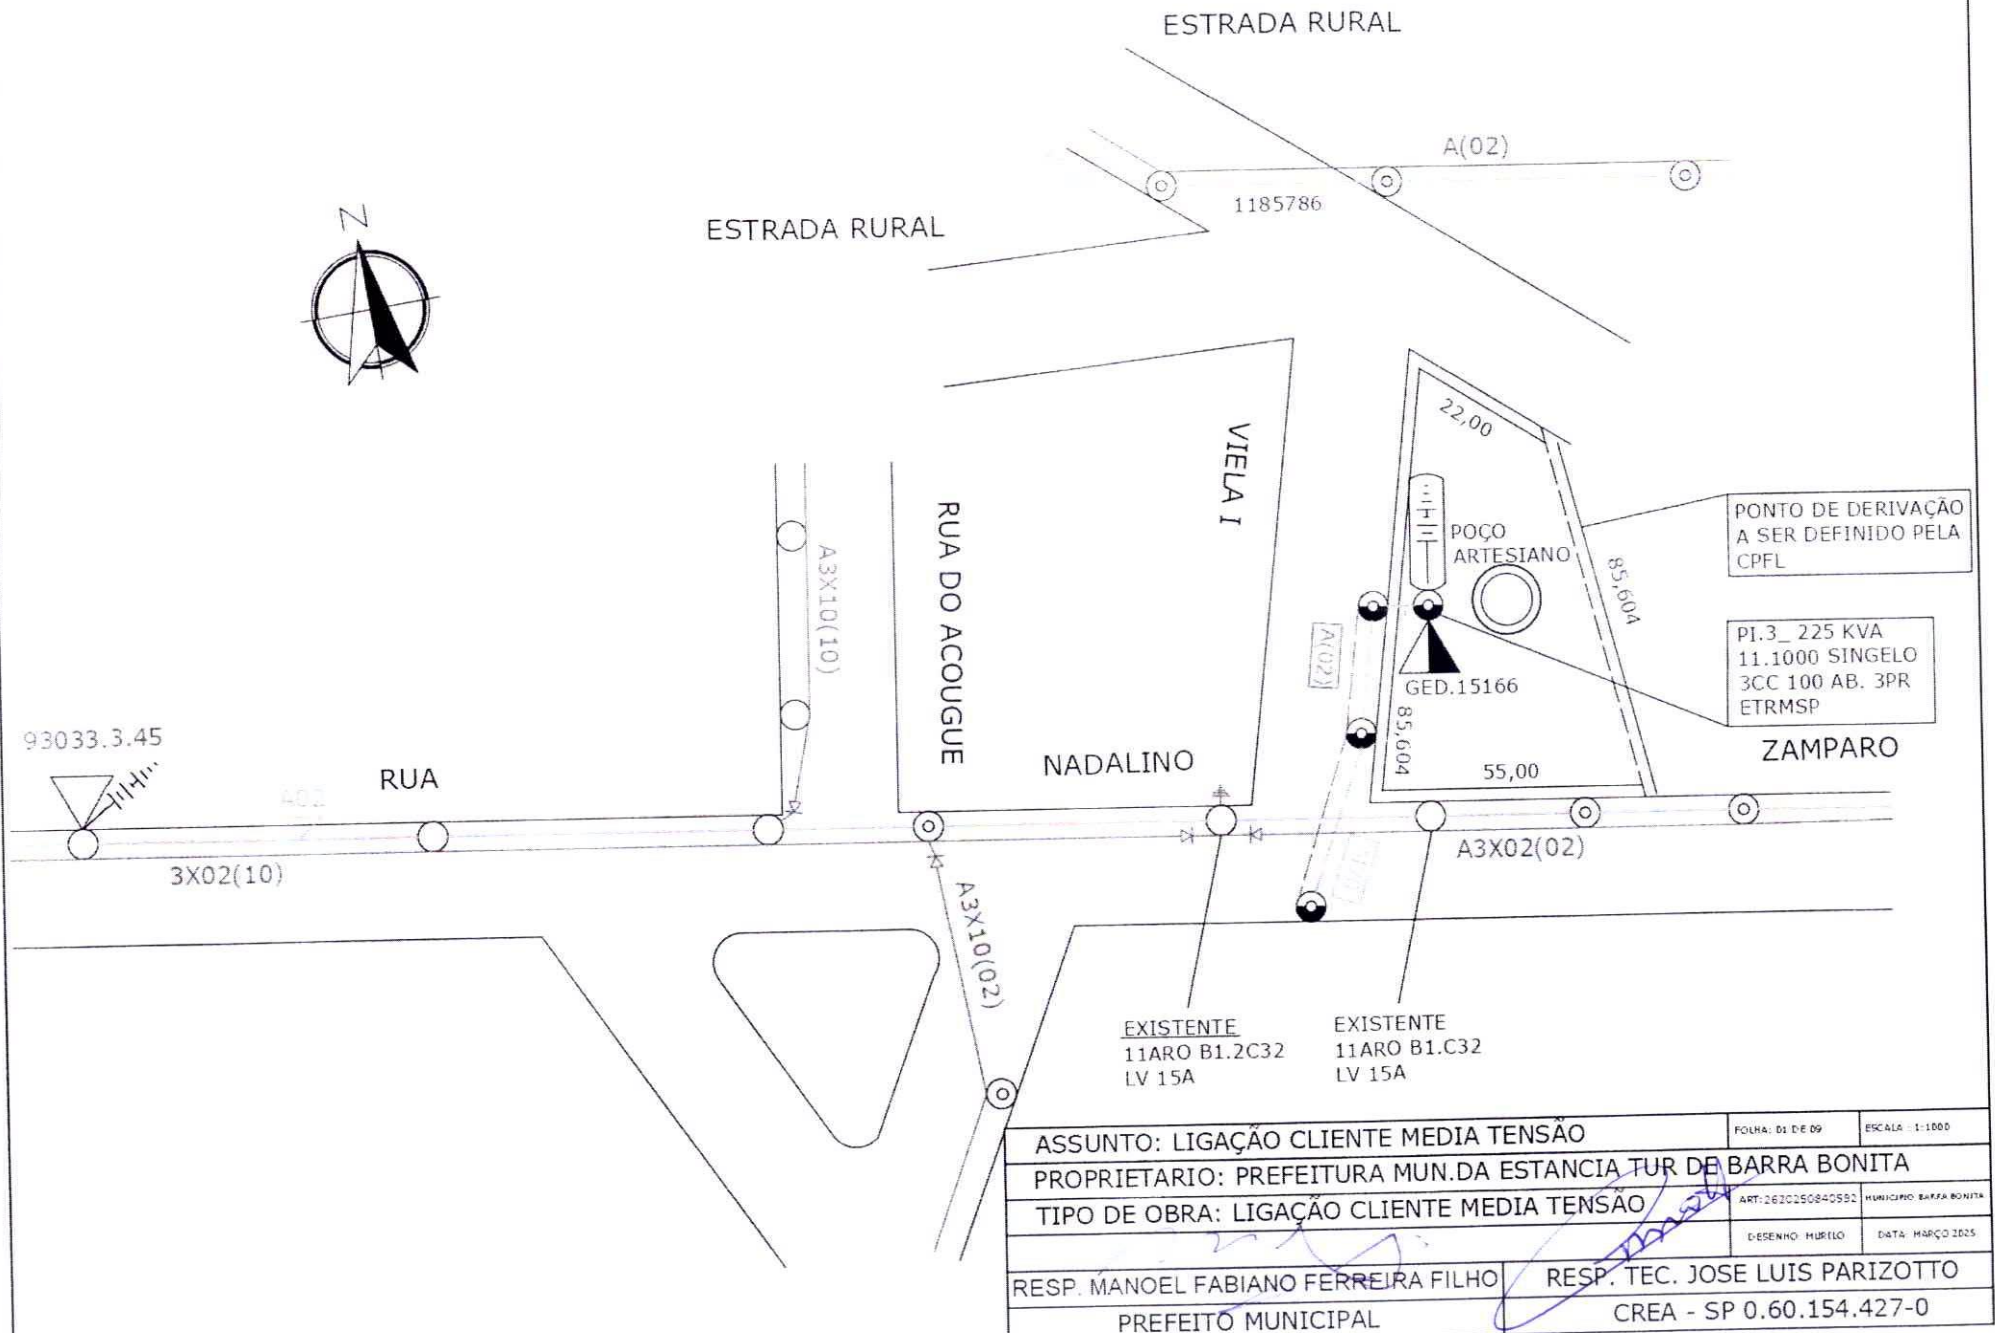 ESTRADA RURAL
A(02)
1185786
ESTRADA RURAL
N
22,00
VIELA I
PONTO DE DERIVAÇÃO
A SER DEFINIDO PELA
CPFL
RUA DO ACOUGUE
A3X10(10)
POÇO
ARTESIANO
85,604
A(02)
PI.3_ 225 KVA
11.1000 SINGELO
3CC 100 AB. 3PR
ETRMSP
GED.15166
85,604
93033.3.45
RUA
NADALINO
55,00
ZAMPARO
A02
3X02(10)
A3X02(02)
A3X10(02)
EXISTENTE
11ARO B1.2C32
LV 15A
EXISTENTE
11ARO B1.C32
LV 15A
ASSUNTO: LIGAÇÃO CLIENTE MEDIA TENSÃO
FOLHA: 01 DE 09
ESCALA : 1:1000
PROPRIETARIO: PREFEITURA MUN.DA ESTANCIA TUR DE BARRA BONITA
TIPO DE OBRA: LIGAÇÃO CLIENTE MEDIA TENSÃO
ART:2620250840592
MUNICIPIO BARRA BONITA
DESENHO MURILO
DATA MARÇO 2025
RESP. MANOEL FABIANO FERREIRA FILHO
RESP. TEC. JOSE LUIS PARIZOTTO
PREFEITO MUNICIPAL
CREA - SP 0.60.154.427-0